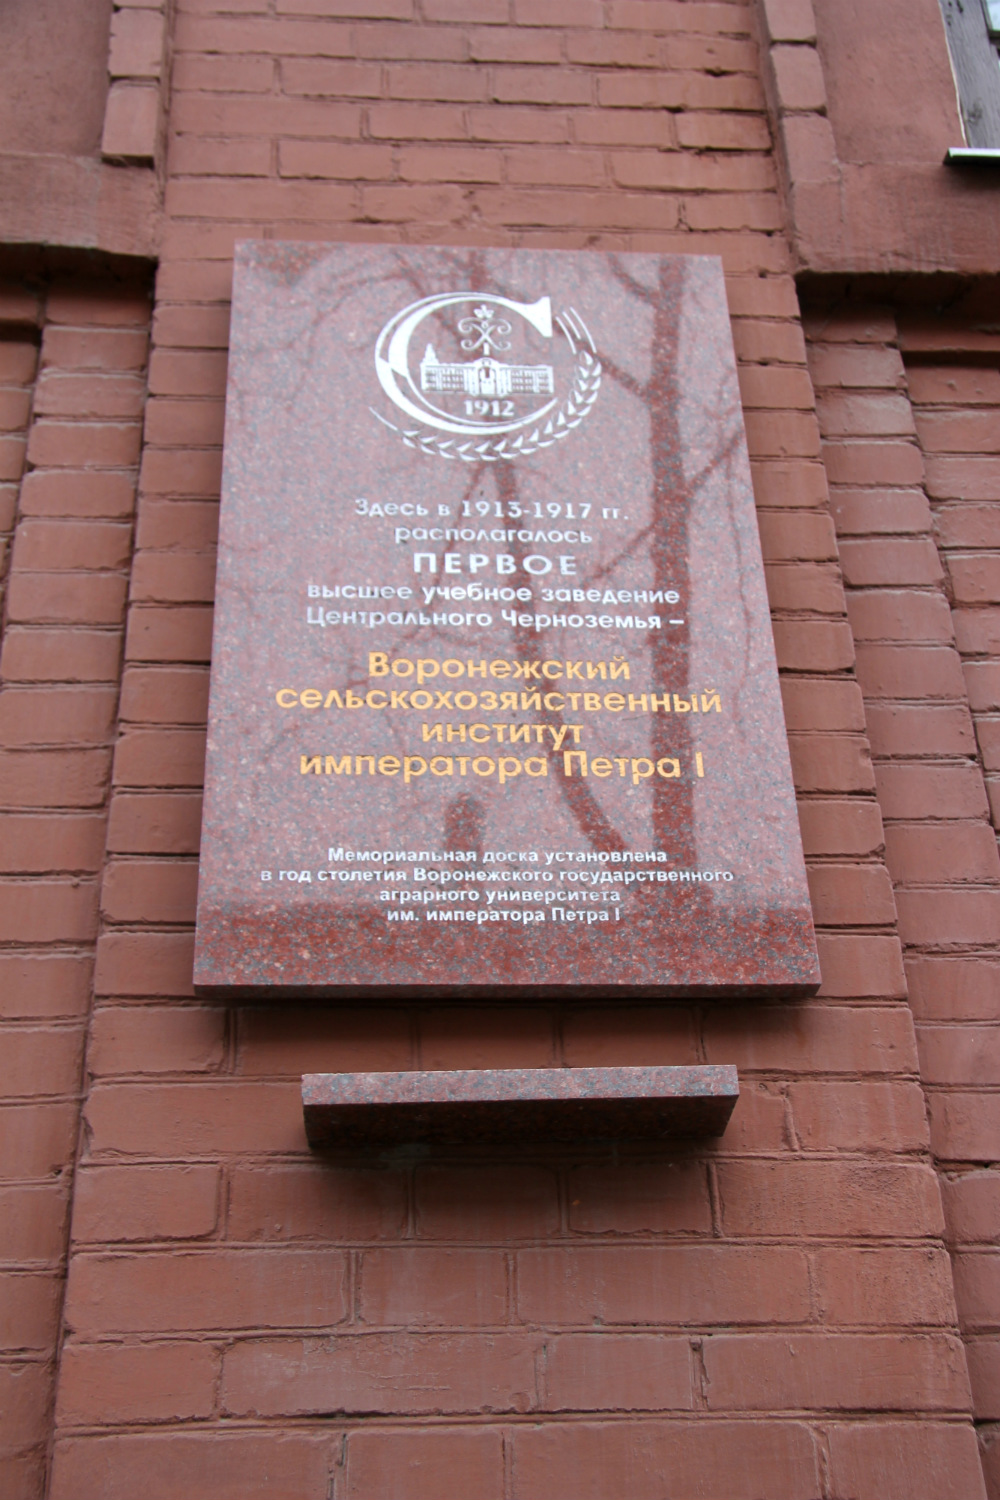 1912
Здесь в 1913-1917 гг.
располагалось
ПЕРВОЕ
высшее учебное заведение
Центрального Черноземья –
Воронежский
сельскохозяйственный
институт
императора Петра I
Мемориальная доска установлена
в год столетия Воронежского государственного
аграрного университета
им. императора Петра I